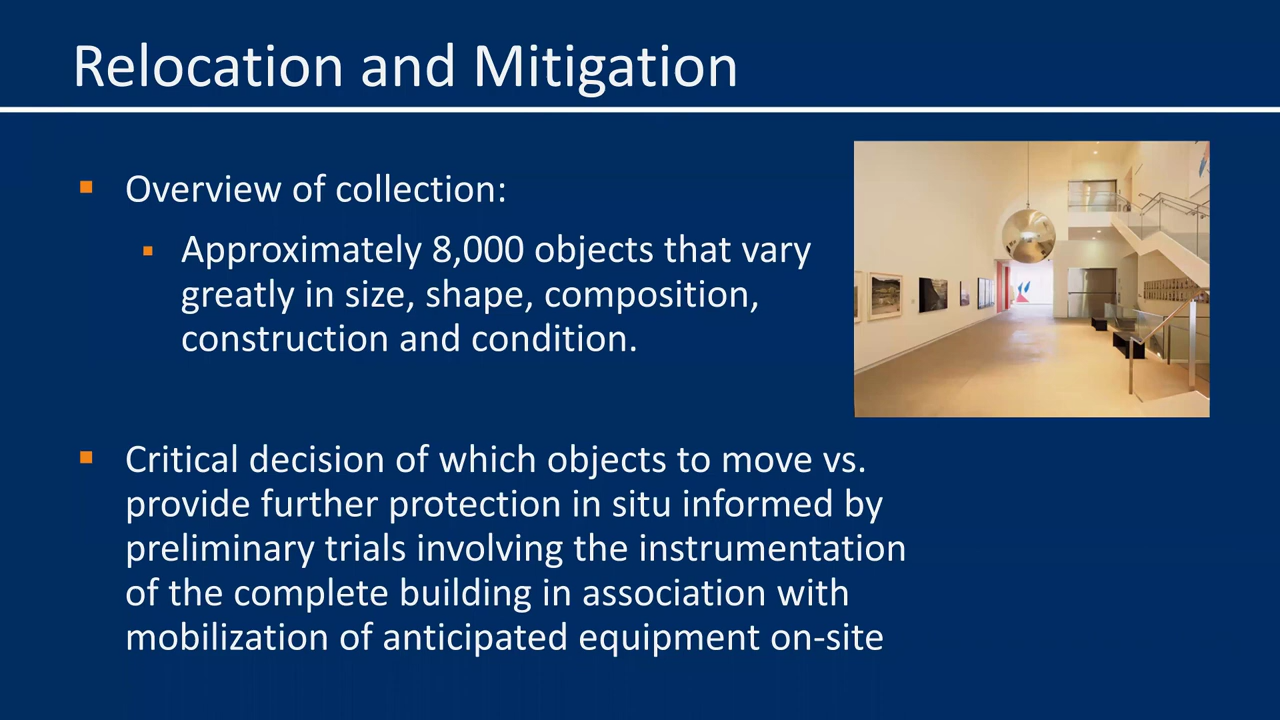 Relocation and Mitigation
Overview of collection:
Approximately 8,000 objects that vary
greatly in size, shape, composition,
construction and condition.
Critical decision of which objects to move vs.
provide further protection in situ informed by
preliminary trials involving the instrumentation
of the complete building in association with
mobilization of anticipated equipment on-site